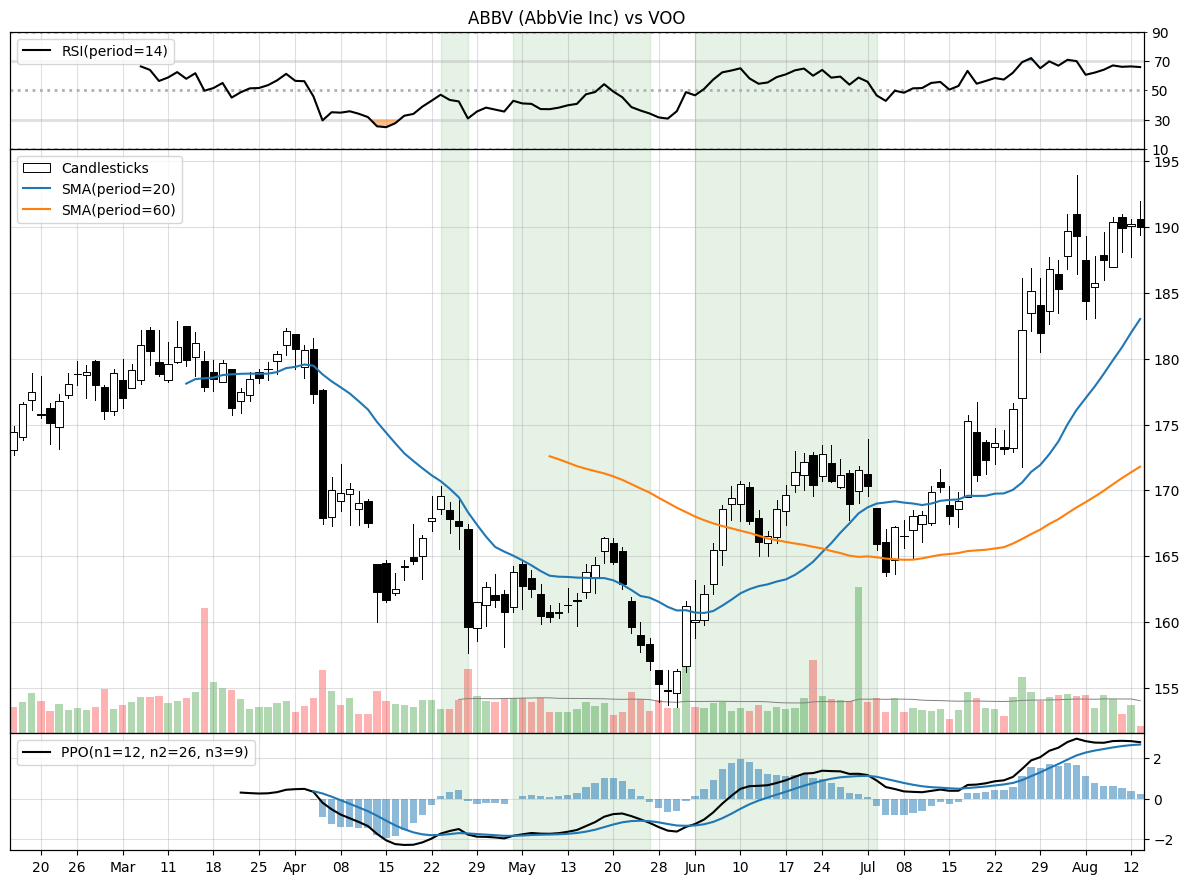 ABBV (AbbVie Inc) vs VOO
RSI(period=14)
90
70
50
30
10
Candlesticks
SMA(period=20)
SMA(period=60)
195
190
185
180
175
170
165
160
155
PPO(n1=12, n2=26, n3=9)
2
0
−2
20 26 Mar 11 18 25 Apr 08 15 22 29 May 13 20 28 Jun 10 17 24 Jul 08 15 22 29 Aug 12